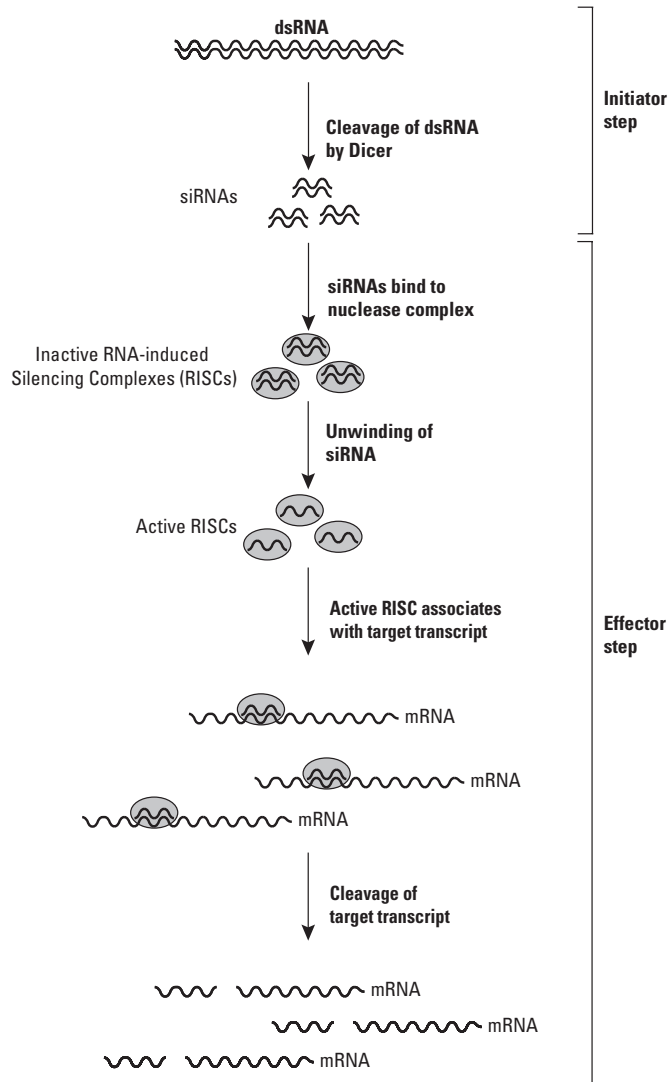 dsRNA
Cleavage of dsRNA
by Dicer
Initiator
step
siRNAs
siRNAs bind to
nuclease complex
Inactive RNA-induced
Silencing Complexes (RISCs)
Unwinding of
siRNA
Active RISCs
Active RISC associates
with target transcript
Effector
step
mRNA
mRNA
mRNA
Cleavage of
target transcript
mRNA
mRNA
mRNA